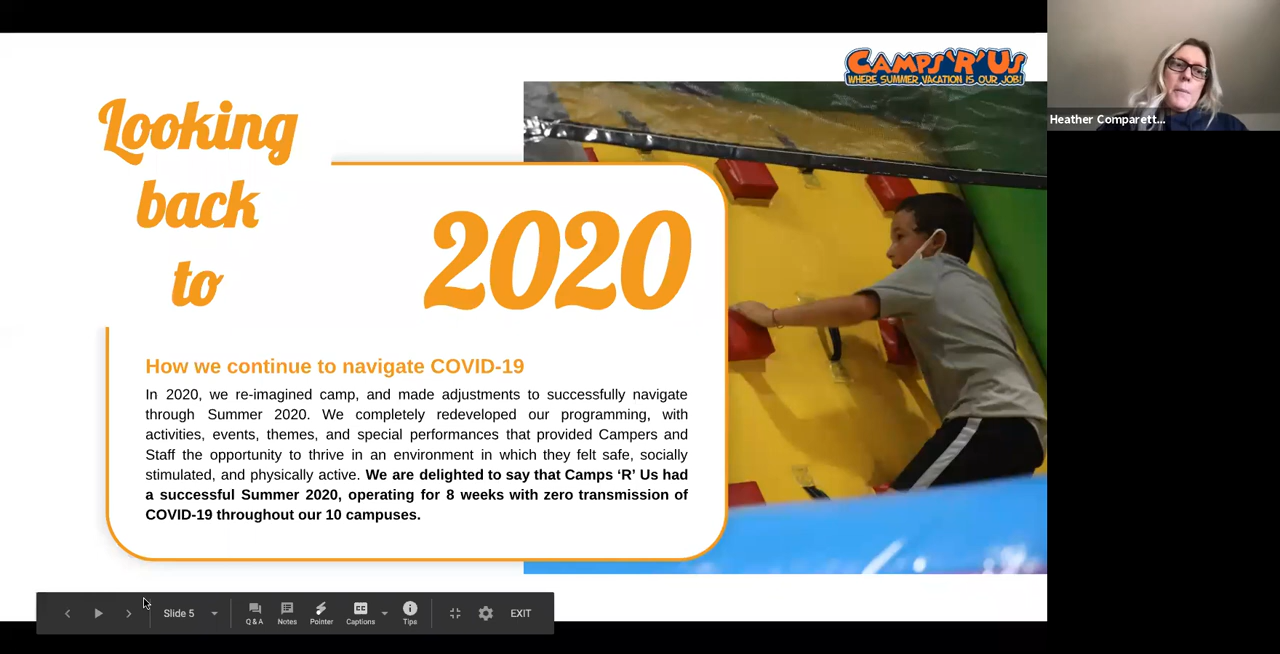 CAMPS 'R' US
WHERE SUMMER VACATION IS OUR JOB!
Heather Comparett...
Looking
back
to
2020
How we continue to navigate COVID-19
In 2020, we re-imagined camp, and made adjustments to successfully navigate
through Summer 2020. We completely redeveloped our programming, with
activities, events, themes, and special performances that provided Campers and
Staff the opportunity to thrive in an environment in which they felt safe, socially
stimulated, and physically active. We are delighted to say that Camps ‘R’ Us had
a successful Summer 2020, operating for 8 weeks with zero transmission of
COVID-19 throughout our 10 campuses.
Slide 5
Q & A
Notes
Pointer
CC
Captions
Tips
EXIT